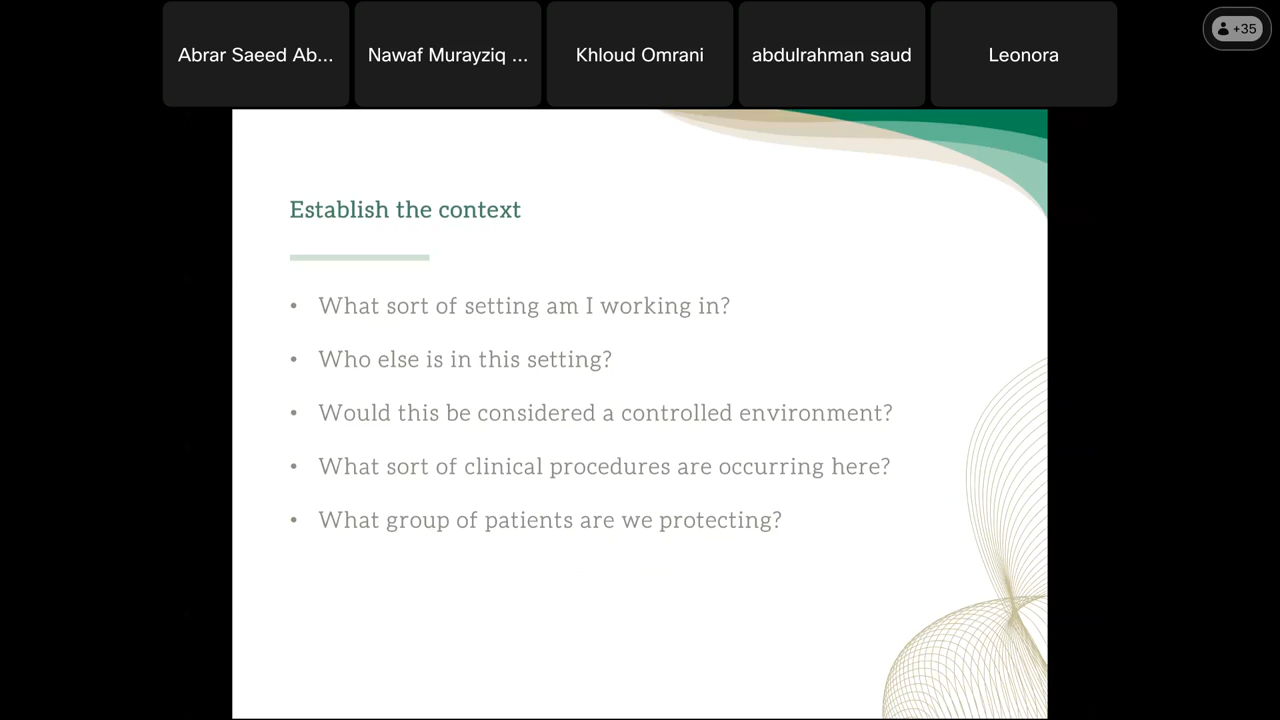 Abrar Saeed Ab...
Nawaf Murayziq ...
Khloud Omrani
abdulrahman saud
Leonora
+35
Establish the context
• What sort of setting am I working in?
• Who else is in this setting?
• Would this be considered a controlled environment?
• What sort of clinical procedures are occurring here?
• What group of patients are we protecting?